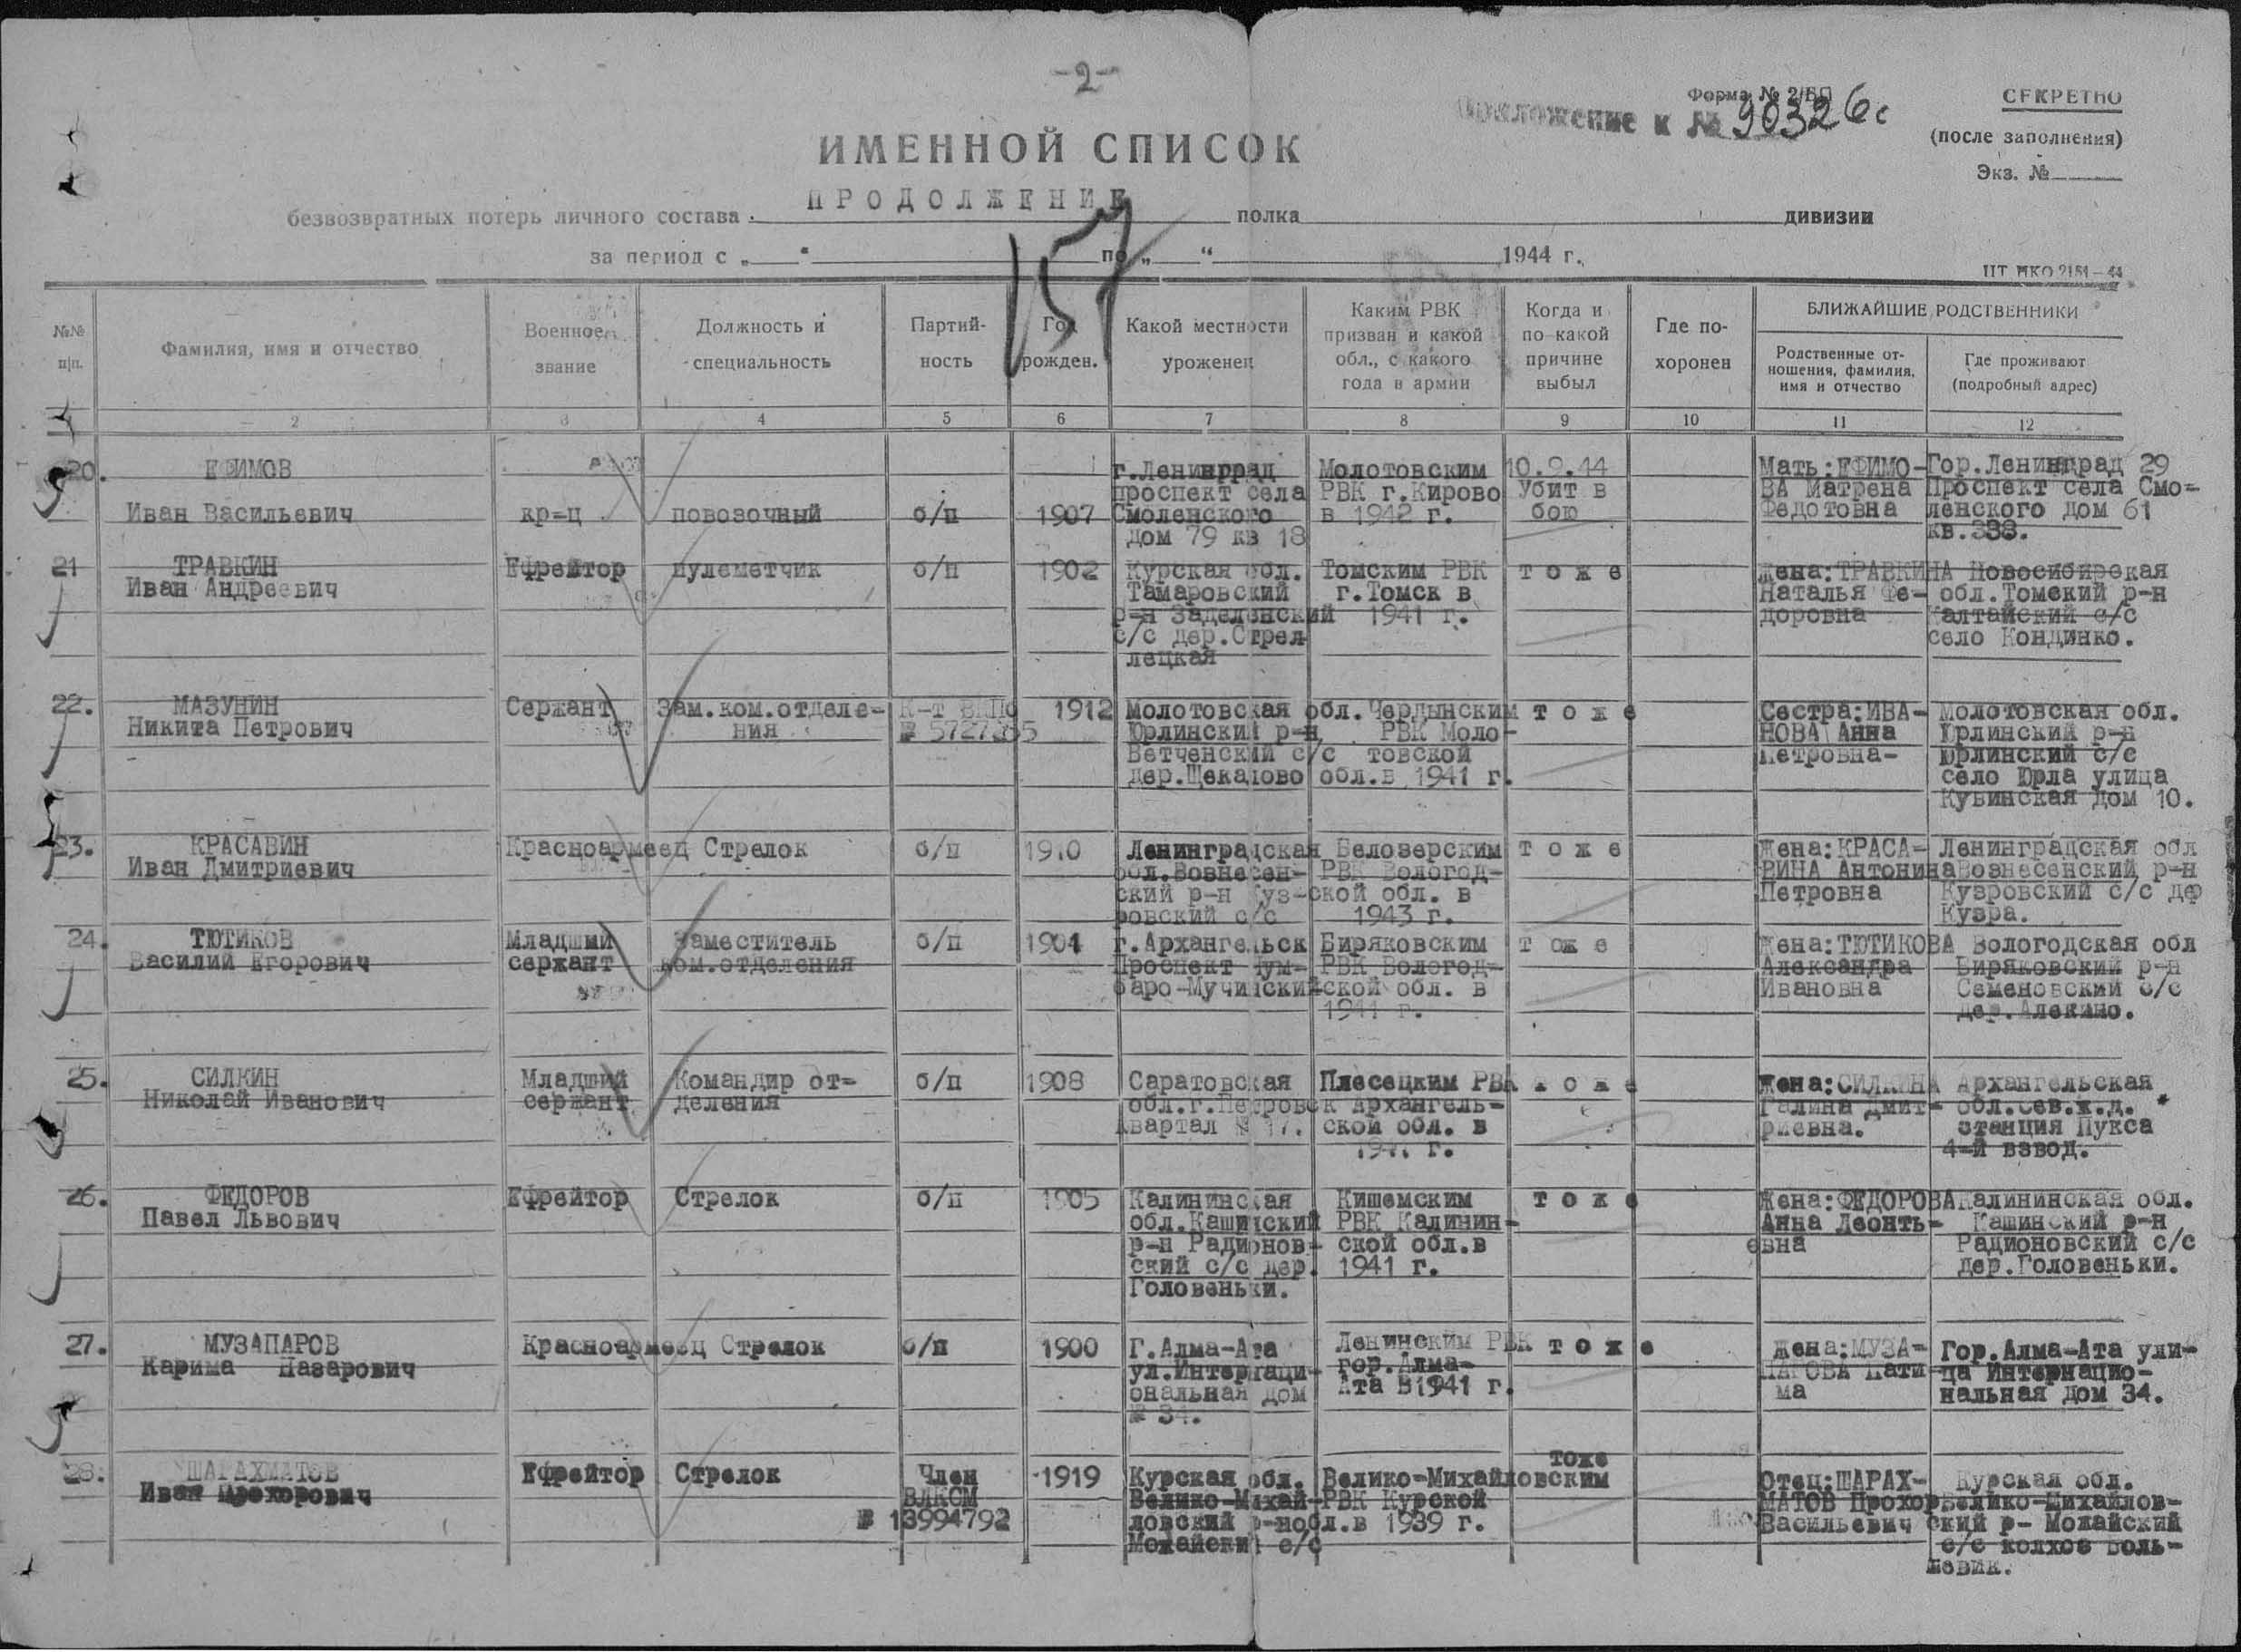 -2-
Форма № 2/БП
СЕКРЕТНО
Приложение к № 90326с
(после заполнения)
Экз. №
ИМЕННОЙ СПИСОК
ПРОДОЛЖЕНИЕ
безвозвратных потерь личного состава полка дивизии
157
за период с „ “ по „ “ 1944 г.
№№ п|п.
Фамилия, имя и отчество
Военное звание
Должность и специальность
Партий-ность
Год рожден.
Какой местности уроженец
Каким РВК призван и какой обл., с какого года в армии
Когда и по какой причине выбыл
Где по-хоронен
БЛИЖАЙШИЕ РОДСТВЕННИКИ
Родственные от-ношения, фамилия, имя и отчество
Где проживают (подробный адрес)
1 2 3 4 5 6 7 8 9 10 11 12
20. ЕФИМОВ г.Ленинград Молотовским 10.9.44 Мать:ЕФИМО- Гор.Ленинград 29
проспект села РВК г.Кирово Убит в ВА Матрена Проспект села Смо-
Иван Васильевич кр-ц повозочный б/п 1907 Смоленского в 1942 г. бою Федотовна ленского дом 61
дом 79 кв 18 кв.338.
21 ТРАВКИН Ефрейтор пулеметчик б/п 1902 Курская обл. Томским РВК тоже Жена:ТРАВКИНА Новосибирская
Иван Андреевич Тамаровский г.Томск в Наталья Фе- обл.Томский р-н
р-н Заделенский 1941 г. доровна Калтайский с/с
с/с дер.Стрел село Кондинко.
лецкая
22. МАЗУНИН Сержант Зам.ком.отделе- К-т ВКПб 1912 Молотовская обл. Чердынским тоже Сестра:ИВА- Молотовская обл.
Никита Петрович ния Юрлинский р-н РВК Моло- НОВА Анна Юрлинский р-н
Ветченский с/с товской Петровна- Юрлинский с/с
дер.Щекалово обл.в 1941 г. село Юрла улица
Кувинская дом 10.
23. КРАСАВИН Красноармеец Стрелок б/п 1910 Ленинградская Белозерским тоже Жена:КРАСА- Ленинградская обл
Иван Дмитриевич обл.Вознесен- РВК Вологод- ВИНА Антонина Вознесенский р-н
ский р-н Куз- ской обл. в Петровна Кузровский с/с дер
ровский с/с 1943 г. Кузра.
24. ТЮТИКОВ Младший Заместитель б/п 1904 г.Архангельск Биряковским тоже Жена:ТЮТИКОВА Вологодская обл
Василий Егорович сержант ком.отделения Проспект РВК Вологод- Александра Биряковский р-н
ской обл. в Ивановна Семеновский с/с
1941 г. дер.Алекино.
25. СИЛКИН Младший Командир от- б/п 1908 Саратовская Плесецким РВК тоже Жена:СИЛКИНА Архангельская
Николай Иванович сержант деления обл.г.Петровск Архангель- Галина Дмит- обл.Сев.ж.д.
Квартал № 17. ской обл. в риевна. станция Пукса
г. 4-й взвод.
26. ФЕДОРОВ Ефрейтор Стрелок б/п 1905 Калининская Кишемским тоже Жена:ФЕДОРОВА Калининская обл.
Павел Львович обл.Кашинский РВК Калинин- Анна Леонть- Кашинский р-н
р-н Радионов- ской обл.в евна Радионовский с/с
ский с/с дер. 1941 г. дер.Головеньки.
Головеньки.
27. МУЗАПАРОВ Красноармеец Стрелок б/п 1900 Г.Алма-Ата Ленинским РВК тоже Жена:МУЗА- Гор.Алма-Ата ули-
Карима Назарович ул.Интернаци- гор.Алма- ПАРОВА Пати ца Интернацио-
ональная дом Ата в 1941 г. ма нальная дом 34.
№ 34.
тоже
28. ШАРАХМАТОВ Ефрейтор Стрелок Член 1919 Курская обл. Велико-Михайловским Отец:ШАРАХ- Курская обл.
Иван Прохорович ВЛКСМ Велико-Михай- РВК Курской МАТОВ Прохор Велико-Михайлов-
№ 13994792 ловский р-н обл.в 1939 г. Васильевич ский р- Можайский
Можайский с/с с/с колхоз Боль-
шевик.